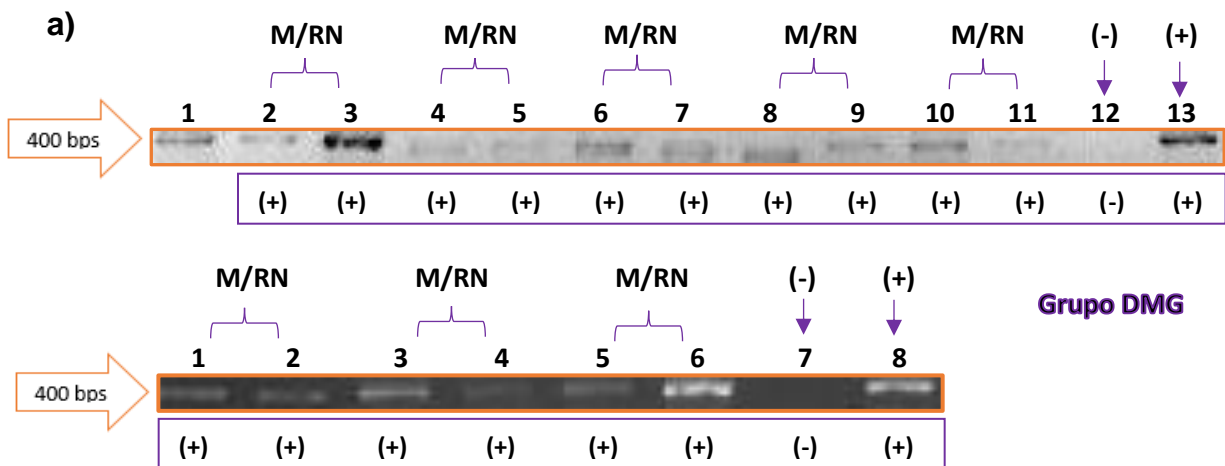 a)
M/RN M/RN M/RN M/RN M/RN (-) (+)
1 2 3 4 5 6 7 8 9 10 11 12 13
400 bps
(+) (+) (+) (+) (+) (+) (+) (+) (+) (+) (-) (+)
M/RN M/RN M/RN (-) (+)
Grupo DMG
1 2 3 4 5 6 7 8
400 bps
(+) (+) (+) (+) (+) (+) (-) (+)